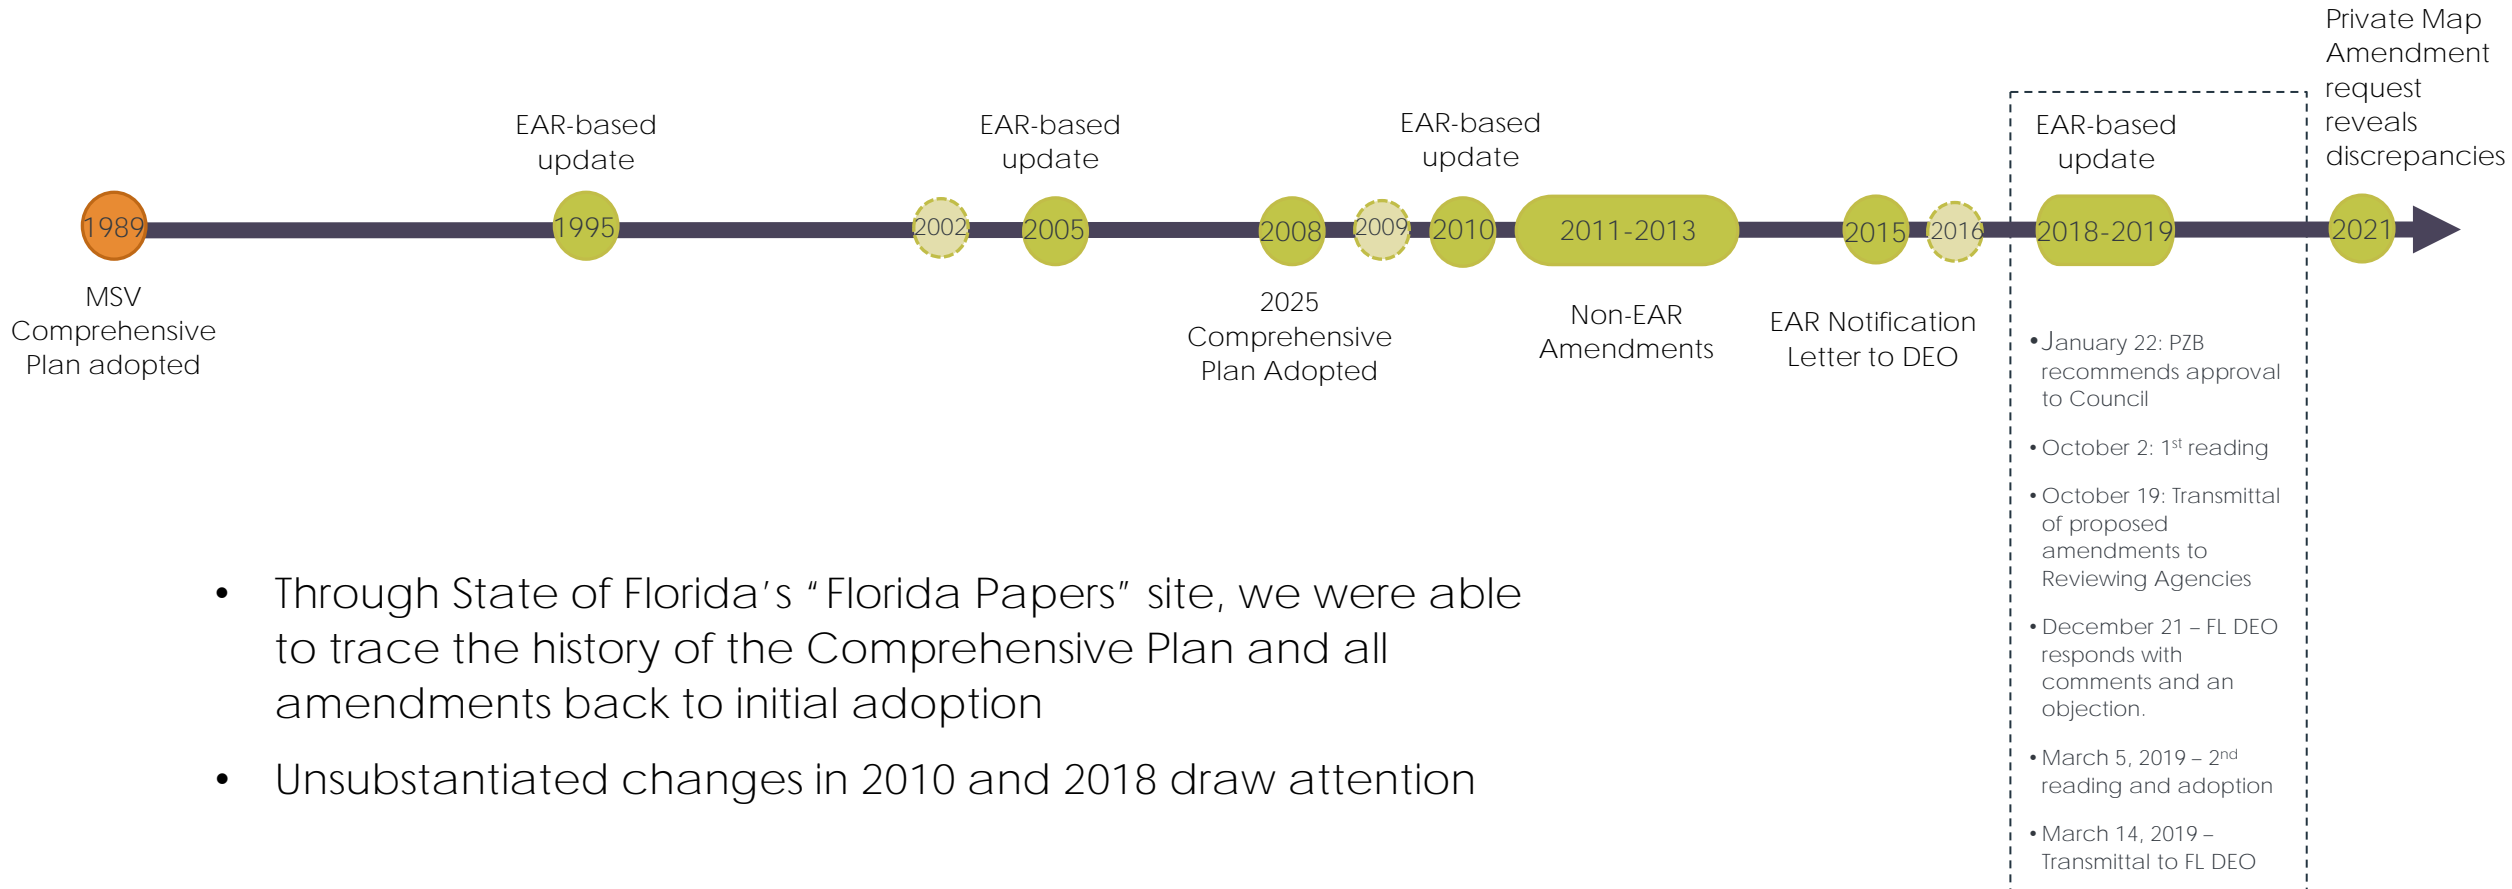 Private Map
Amendment
request
reveals
discrepancies
EAR-based
update
EAR-based
update
EAR-based
update
EAR-based
update
1989
1995
2002
2005
2008
2009
2010
2011-2013
2015
2016
2018-2019
2021
MSV
Comprehensive
Plan adopted
2025
Comprehensive
Plan Adopted
Non-EAR
Amendments
EAR Notification
Letter to DEO
• January 22: PZB
recommends approval
to Council
• October 2: 1st reading
• October 19: Transmittal
of proposed
amendments to
Reviewing Agencies
• December 21 – FL DEO
responds with
comments and an
objection.
• March 5, 2019 – 2nd
reading and adoption
• March 14, 2019 –
Transmittal to FL DEO
• Through State of Florida's "Florida Papers" site, we were able
to trace the history of the Comprehensive Plan and all
amendments back to initial adoption
• Unsubstantiated changes in 2010 and 2018 draw attention